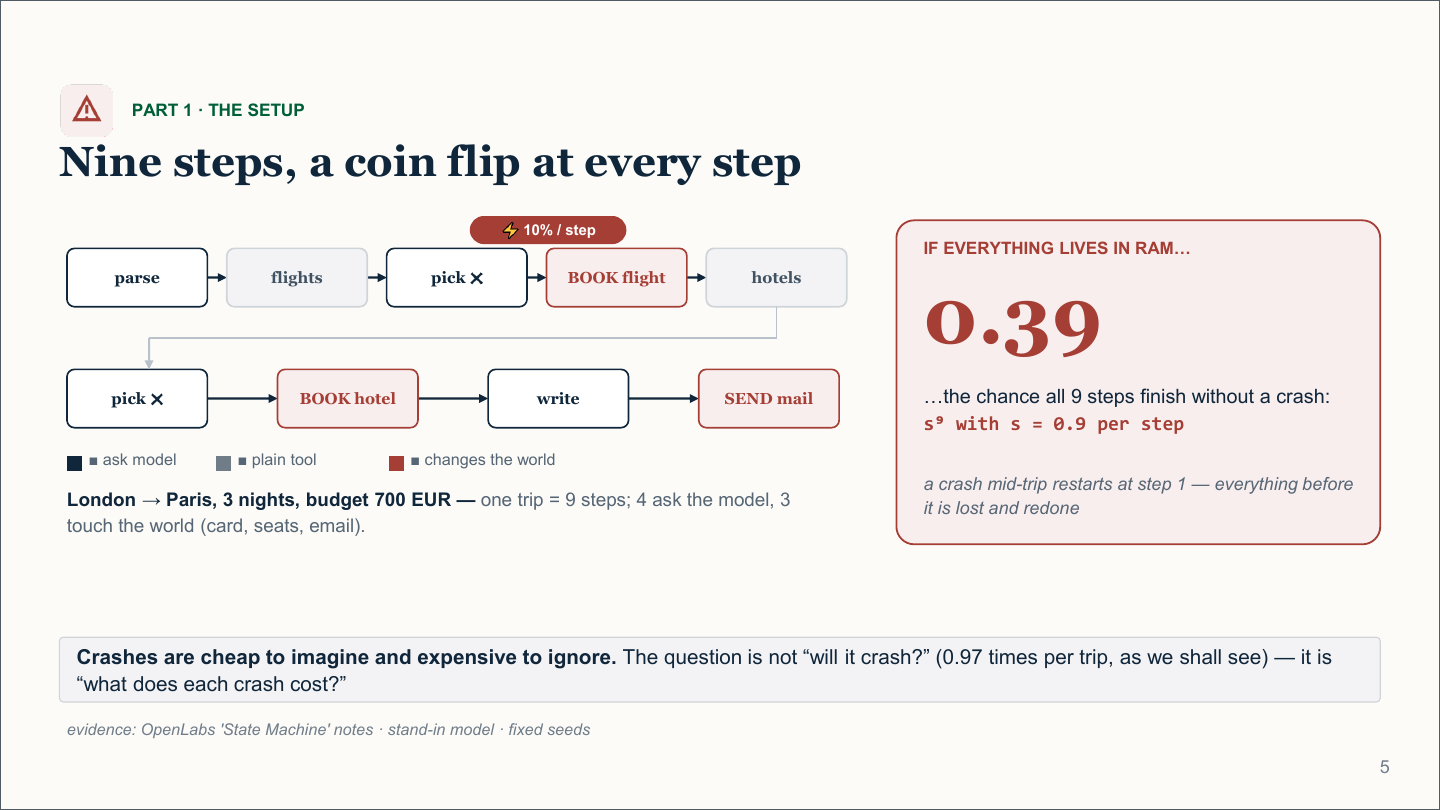 PART 1 · THE SETUP
Nine steps, a coin flip at every step
⚡ 10% / step
parse
flights
pick ✕
BOOK flight
hotels
pick ✕
BOOK hotel
write
SEND mail
■ ask model
■ plain tool
■ changes the world
London → Paris, 3 nights, budget 700 EUR — one trip = 9 steps; 4 ask the model, 3
touch the world (card, seats, email).
IF EVERYTHING LIVES IN RAM…
0.39
…the chance all 9 steps finish without a crash:
s⁹ with s = 0.9 per step
a crash mid-trip restarts at step 1 — everything before
it is lost and redone
Crashes are cheap to imagine and expensive to ignore. The question is not “will it crash?” (0.97 times per trip, as we shall see) — it is
“what does each crash cost?”
evidence: OpenLabs 'State Machine' notes · stand-in model · fixed seeds
5